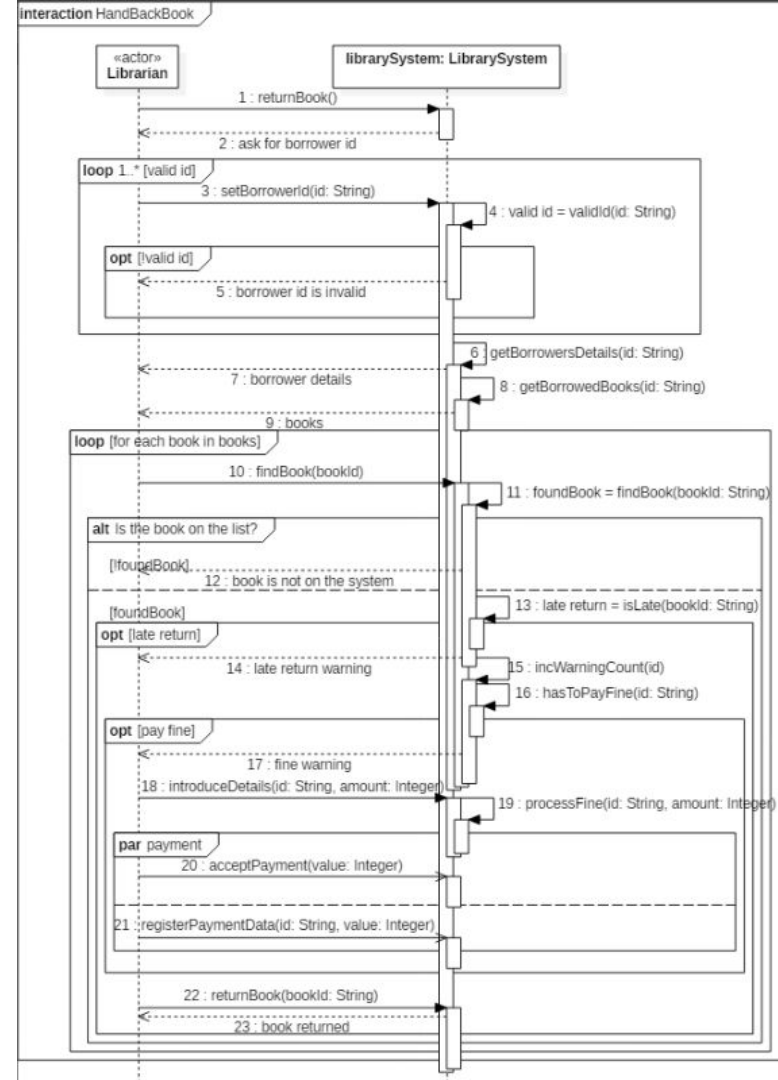 interaction HandBackBook
«actor»
Librarian
librarySystem: LibrarySystem
1 : returnBook()
2 : ask for borrower id
loop 1..* [valid id]
3 : setBorrowerId(id: String)
4 : valid id = validId(id: String)
opt [!valid id]
5 : borrower id is invalid
6 : getBorrowersDetails(id: String)
7 : borrower details
8 : getBorrowedBooks(id: String)
9 : books
loop [for each book in books]
10 : findBook(bookId)
11 : foundBook = findBook(bookId: String)
alt Is the book on the list?
[!foundBook]
12 : book is not on the system
[foundBook]
13 : late return = isLate(bookId: String)
opt [late return]
14 : late return warning
15 : incWarningCount(id)
16 : hasToPayFine(id: String)
opt [pay fine]
17 : fine warning
18 : introduceDetails(id: String, amount: Integer)
19 : processFine(id: String, amount: Integer)
par payment
20 : acceptPayment(value: Integer)
21 : registerPaymentData(id: String, value: Integer)
22 : returnBook(bookId: String)
23 : book returned